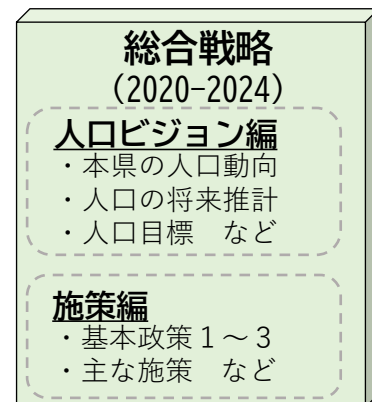 総合戦略
(2020-2024)
人口ビジョン編
・本県の人口動向
・人口の将来推計
・人口目標　など
施策編
・基本政策１～３
・主な施策　など